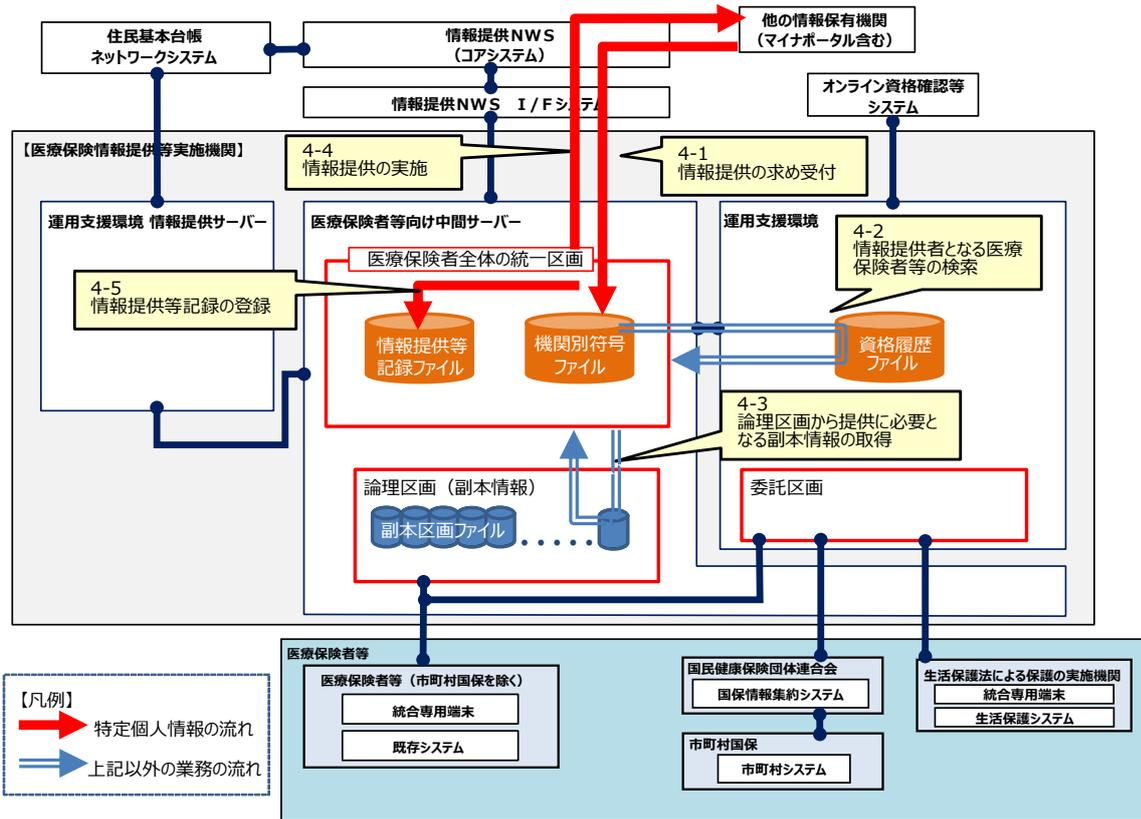 住民基本台帳
ネットワークシステム
情報提供NWS
（コアシステム）
他の情報保有機関
（マイナポータル含む）
情報提供NWS　I/Fシステム
オンライン資格確認等
システム
【医療保険情報提供等実施機関】
4-4
情報提供の実施
4-1
情報提供の求め受付
運用支援環境 情報提供サーバー
医療保険者等向け中間サーバー
運用支援環境
4-2
情報提供者となる医療
保険者等の検索
医療保険者全体の統一区画
4-5
情報提供等記録の登録
情報提供等
記録ファイル
機関別符号
ファイル
資格履歴
ファイル
4-3
論理区画から提供に必要と
なる副本情報の取得
論理区画（副本情報）
副本区画ファイル
・・・・・・
委託区画
医療保険者等
医療保険者等（市町村国保を除く）
統合専用端末
既存システム
国民健康保険団体連合会
国保情報集約システム
市町村国保
市町村システム
生活保護法による保護の実施機関
統合専用端末
生活保護システム
【凡例】
特定個人情報の流れ
上記以外の業務の流れ